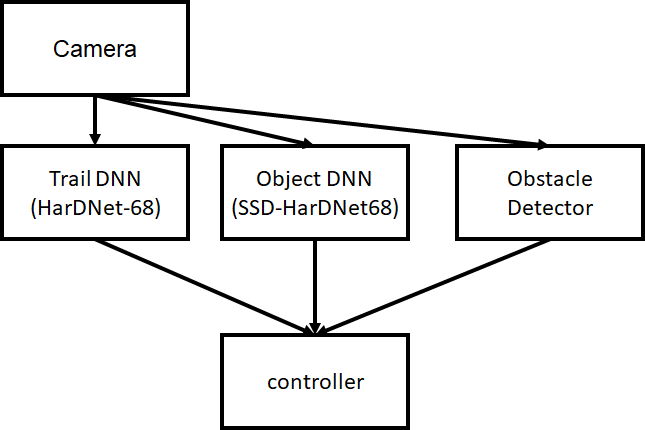 Camera
Trail DNN
(HarDNet-68)
Object DNN
(SSD-HarDNet68)
Obstacle
Detector
controller